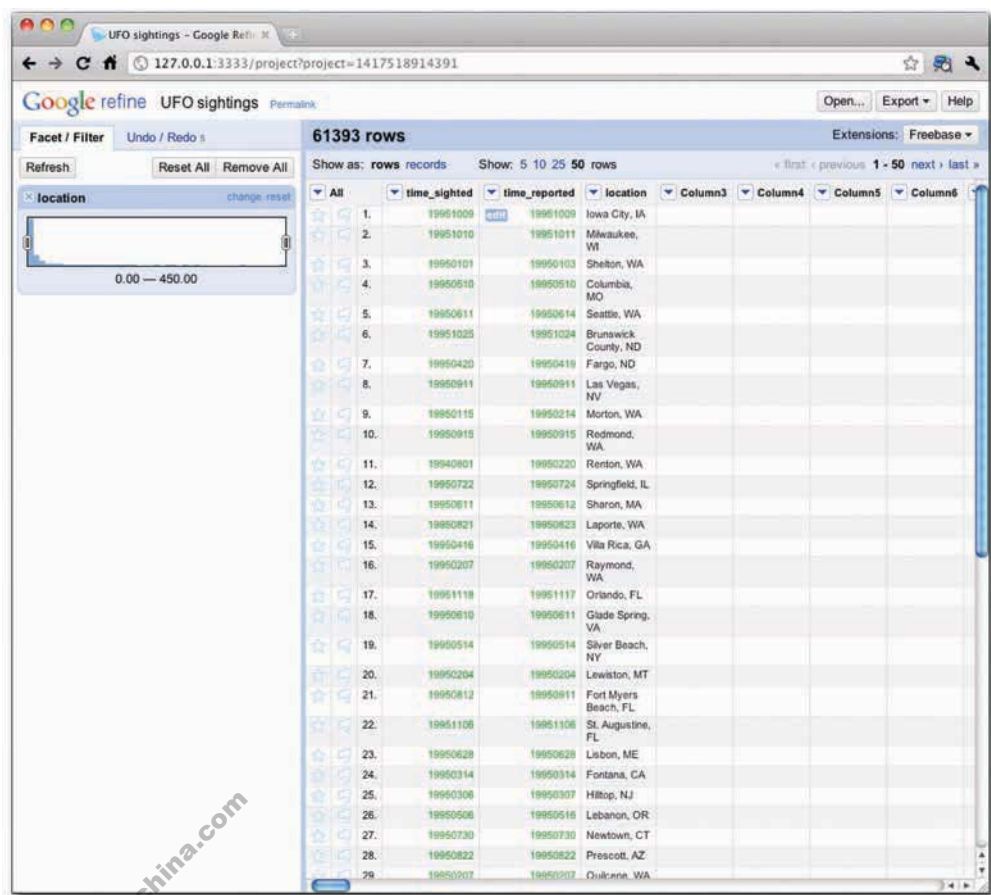 UFO sightings - Google Refi
127.0.0.1:3333/project?project=1417518914391
Google refine UFO sightings Permalink
Open... Export Help
Facet / Filter Undo / Redo 5
61393 rows
Extensions: Freebase
Refresh Reset All Remove All
Show as: rows records Show: 5 10 25 50 rows
« first ‹ previous 1 - 50 next › last »
location change reset
0.00 — 450.00
All time_sighted time_reported location Column3 Column4 Column5 Column6
1. 19951009 edit 19951009 Iowa City, IA
2. 19951010 19951011 Milwaukee,
WI
3. 19950101 19950103 Shelton, WA
4. 19950510 19950510 Columbia,
MO
5. 19950611 19950614 Seattle, WA
6. 19951025 19951024 Brunswick
County, ND
7. 19950420 19950419 Fargo, ND
8. 19950911 19950911 Las Vegas,
NV
9. 19950115 19950214 Morton, WA
10. 19950915 19950915 Redmond,
WA
11. 19940801 19950220 Renton, WA
12. 19950722 19950724 Springfield, IL
13. 19950611 19950612 Sharon, MA
14. 19950821 19950823 Laporte, WA
15. 19950416 19950416 Villa Rica, GA
16. 19950207 19950207 Raymond,
WA
17. 19951118 19951117 Orlando, FL
18. 19950610 19950611 Glade Spring,
VA
19. 19950514 19950514 Silver Beach,
NY
20. 19950204 19950204 Lewiston, MT
21. 19950812 19950911 Fort Myers
Beach, FL
22. 19951106 19951106 St. Augustine,
FL
23. 19950628 19950628 Lisbon, ME
24. 19950314 19950314 Fontana, CA
25. 19950306 19950307 Hilltop, NJ
26. 19950506 19950516 Lebanon, OR
27. 19950730 19950730 Newtown, CT
28. 19950822 19950822 Prescott, AZ
29. 19950207 19950207 Quilcene, WA
china.com